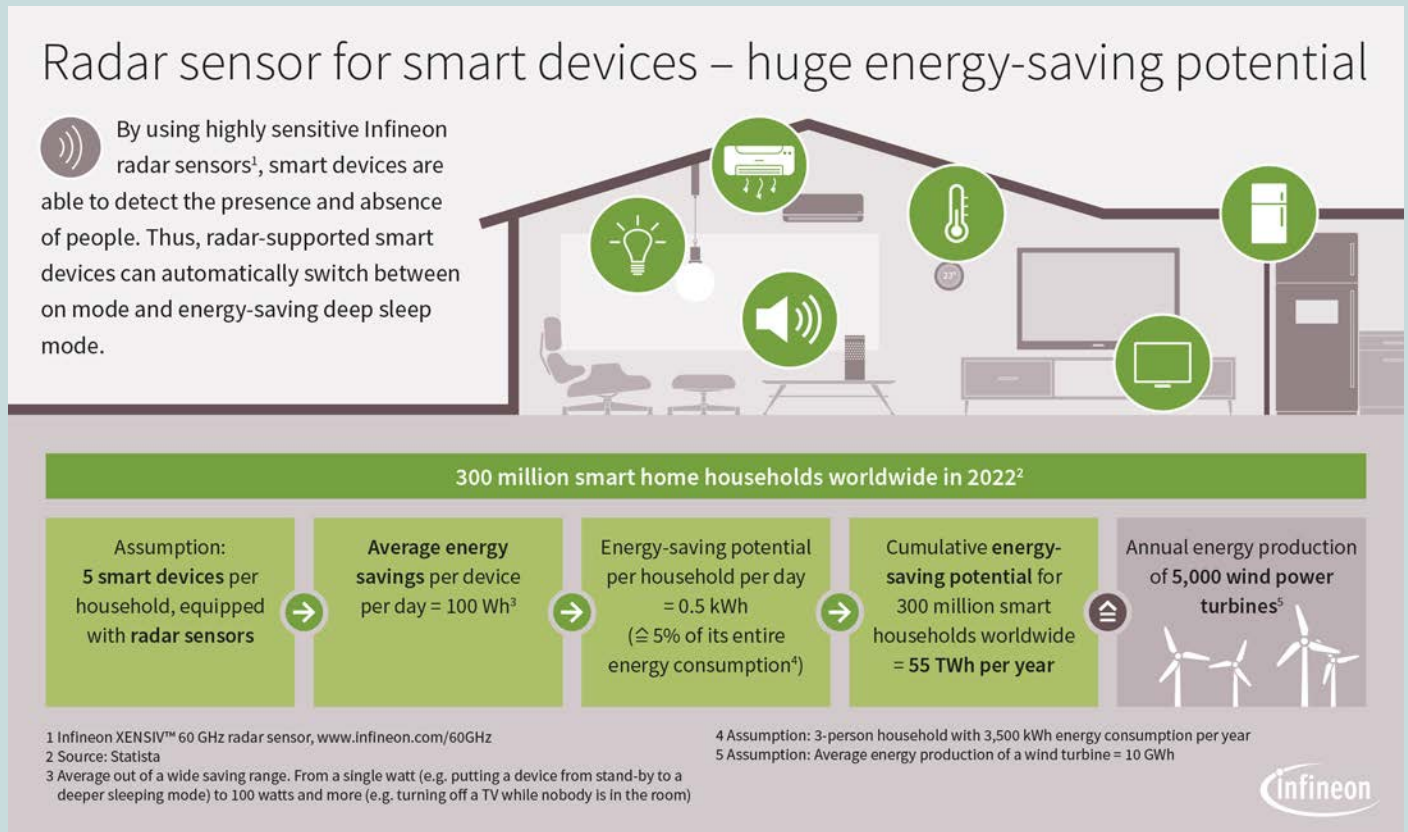 Radar sensor for smart devices – huge energy-saving potential
By using highly sensitive Infineon
radar sensors¹, smart devices are
able to detect the presence and absence
of people. Thus, radar-supported smart
devices can automatically switch between
on mode and energy-saving deep sleep
mode.
23°
300 million smart home households worldwide in 2022²
Assumption:
5 smart devices per
household, equipped
with radar sensors
Average energy
savings per device
per day = 100 Wh³
Energy-saving potential
per household per day
= 0.5 kWh
(≙ 5% of its entire
energy consumption⁴)
Cumulative energy-
saving potential for
300 million smart
households worldwide
= 55 TWh per year
≙
Annual energy production
of 5,000 wind power
turbines⁵
1 Infineon XENSIV™ 60 GHz radar sensor, www.infineon.com/60GHz
2 Source: Statista
3 Average out of a wide saving range. From a single watt (e.g. putting a device from stand-by to a
deeper sleeping mode) to 100 watts and more (e.g. turning off a TV while nobody is in the room)
4 Assumption: 3-person household with 3,500 kWh energy consumption per year
5 Assumption: Average energy production of a wind turbine = 10 GWh
infineon